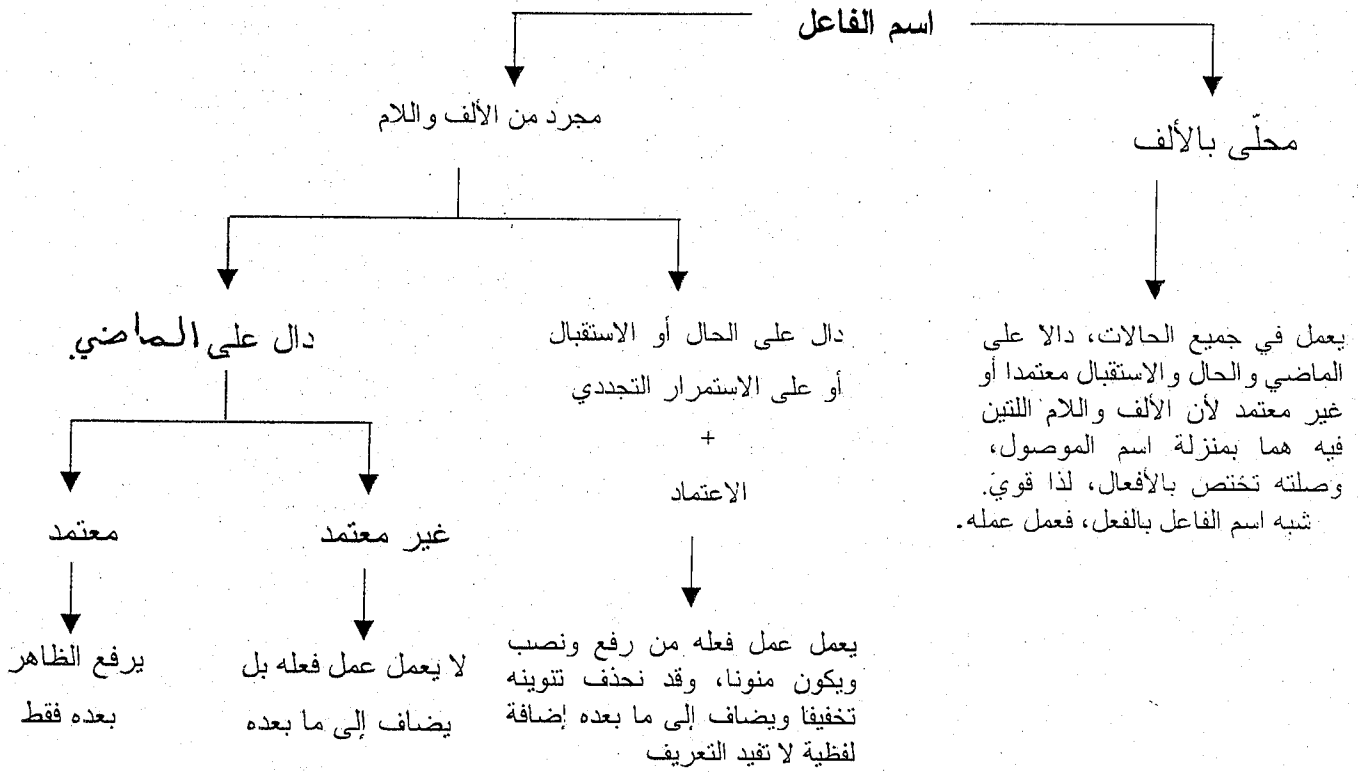 اسم الفاعل
محلّى بالألف
مجرد من الألف واللام
يعمل في جميع الحالات، دالا على
الماضي والحال والاستقبال معتمدا أو
غير معتمد لأن الألف واللام اللتين
فيه هما بمنزلة اسم الموصول،
وصلته تختص بالأفعال، لذا قويَ
شبه اسم الفاعل بالفعل، فعمل عمله.
دال على الحال أو الاستقبال
أو على الاستمرار التجددي
+
الاعتماد
يعمل عمل فعله من رفع ونصب
ويكون منونا، وقد نحذف تنوينه
تخفيفا ويضاف إلى ما بعده إضافة
لفظية لا تفيد التعريف
دال على الماضي
غير معتمد
لا يعمل عمل فعله بل
يضاف إلى ما بعده
معتمد
يرفع الظاهر
بعده فقط